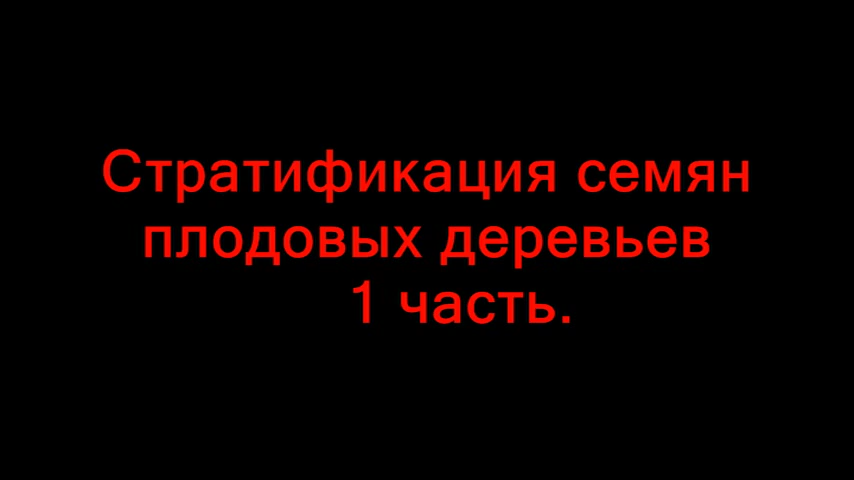 Стратификация семян
плодовых деревьев
1 часть.